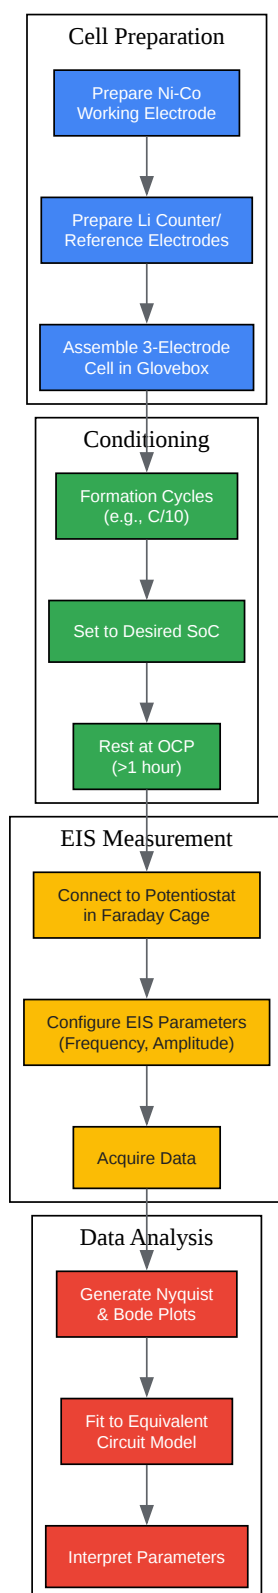 Cell Preparation
Prepare Ni-Co
Working Electrode
Prepare Li Counter/
Reference Electrodes
Assemble 3-Electrode
Cell in Glovebox
Conditioning
Formation Cycles
(e.g., C/10)
Set to Desired SoC
Rest at OCP
(>1 hour)
EIS Measurement
Connect to Potentiostat
in Faraday Cage
Configure EIS Parameters
(Frequency, Amplitude)
Acquire Data
Data Analysis
Generate Nyquist
& Bode Plots
Fit to Equivalent
Circuit Model
Interpret Parameters